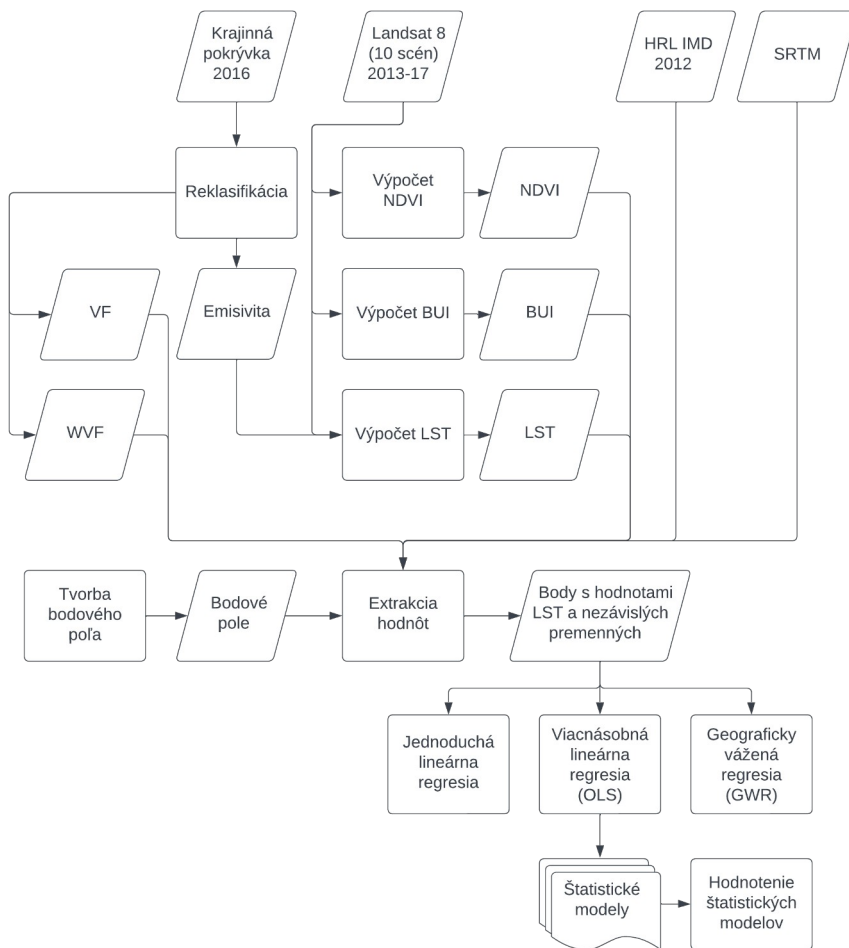 Krajinná
pokrývka
2016
Landsat 8
(10 scén)
2013-17
HRL IMD
2012
SRTM
Reklasifikácia
Výpočet
NDVI
NDVI
VF
Emisivita
Výpočet BUI
BUI
WVF
Výpočet LST
LST
Tvorba
bodového
poľa
Bodové
pole
Extrakcia
hodnôt
Body s hodnotami
LST a nezávislých
premenných
Jednoduchá
lineárna
regresia
Viacnásobná
lineárna
regresia
(OLS)
Geograficky
vážená
regresia
(GWR)
Štatistické
modely
Hodnotenie
štatistických
modelov